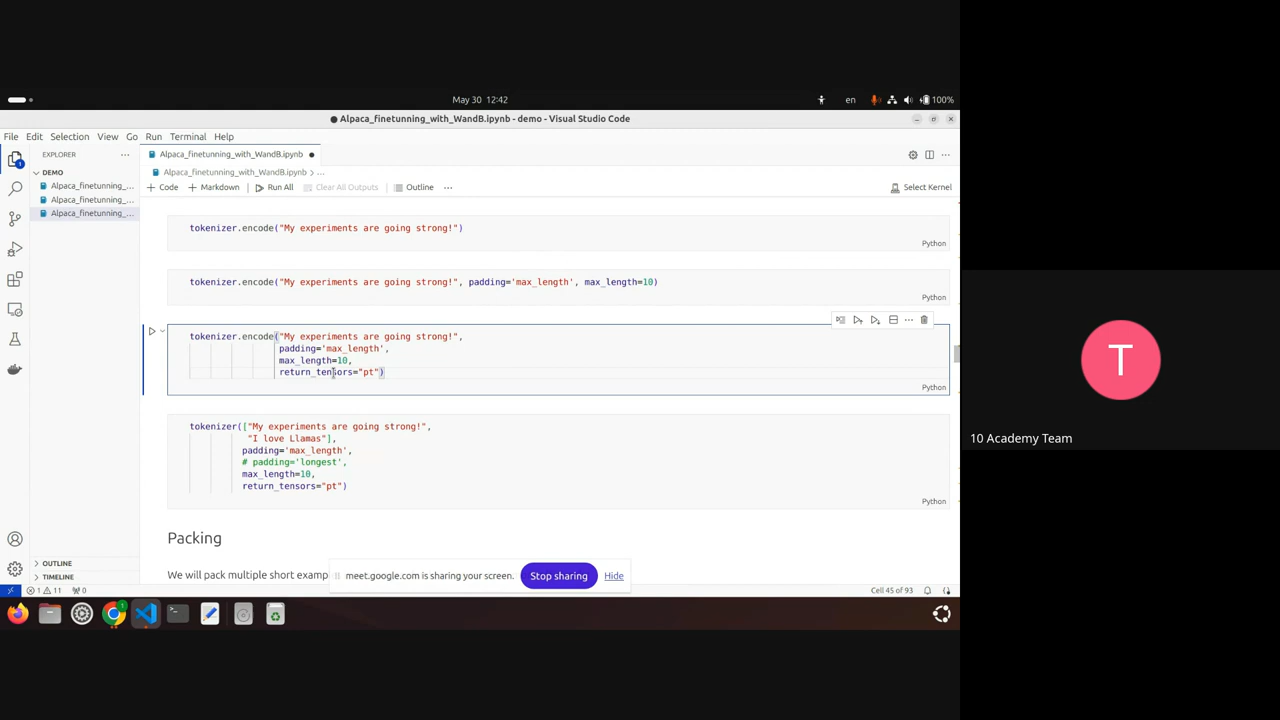 May 30 12:42
en
100%
Alpaca_finetunning_with_WandB.ipynb - demo - Visual Studio Code
File Edit Selection View Go Run Terminal Help
EXPLORER
Alpaca_finetunning_with_WandB.ipynb
DEMO
Alpaca_finetunning_with_WandB.ipynb > ...
Alpaca_finetunning_...
Alpaca_finetunning_...
Alpaca_finetunning_...
+ Code + Markdown Run All Clear All Outputs Outline ... Select Kernel
tokenizer.encode("My experiments are going strong!")
Python
tokenizer.encode("My experiments are going strong!", padding='max_length', max_length=10)
Python
tokenizer.encode("My experiments are going strong!",
padding='max_length',
max_length=10,
return_tensors="pt")
Python
tokenizer(["My experiments are going strong!",
"I love Llamas"],
padding='max_length',
# padding='longest',
max_length=10,
return_tensors="pt")
Python
Packing
We will pack multiple short examp
meet.google.com is sharing your screen. Stop sharing Hide
OUTLINE
TIMELINE
1 11 0
Cell 45 of 93
1
1
T
10 Academy Team